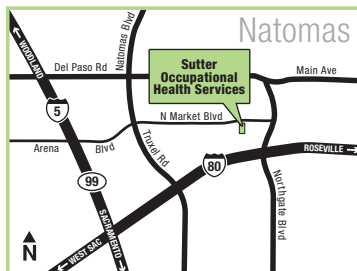 Natomas
WOODLAND
Natomas Blvd
Del Paso Rd
Sutter
Occupational
Health Services
Main Ave
5
N Market Blvd
Arena Blvd
Truxel Rd
80
ROSEVILLE
99
Northgate Blvd
WEST SAC
SACRAMENTO
N